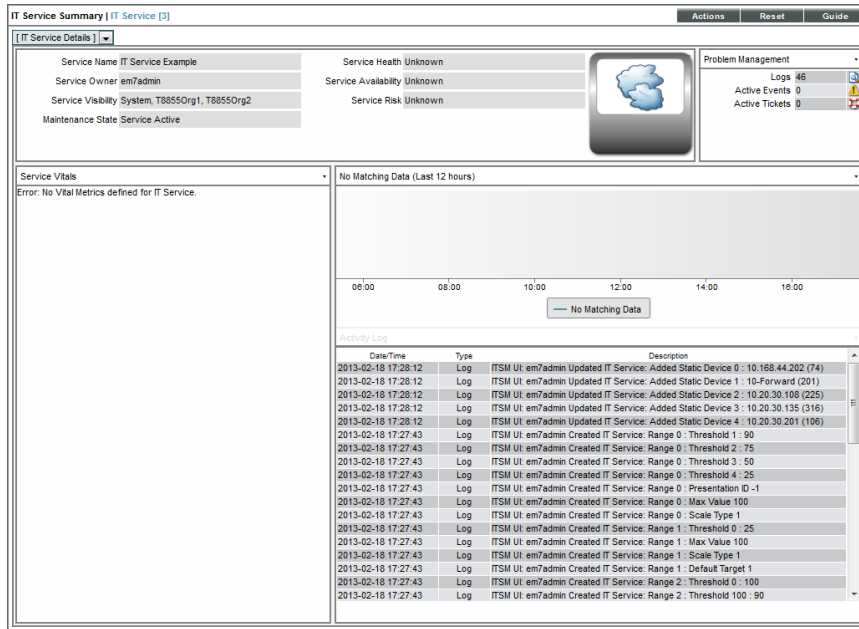 IT Service Summary | IT Service [3]
Actions
Reset
Guide
[ IT Service Details ]
Service Name IT Service Example
Service Health Unknown
Service Owner em7admin
Service Availability Unknown
Service Visibility System, T8855Org1, T8855Org2
Service Risk Unknown
Maintenance State Service Active
Problem Management
Logs 46
Active Events 0
Active Tickets 0
Service Vitals
Error: No Vital Metrics defined for IT Service.
No Matching Data (Last 12 hours)
06:00 08:00 10:00 12:00 14:00 16:00
No Matching Data
Activity Log
Date/Time Type Description
2013-02-18 17:28:12 Log ITSM UI: em7admin Updated IT Service: Added Static Device 0 : 10.168.44.202 (74)
2013-02-18 17:28:12 Log ITSM UI: em7admin Updated IT Service: Added Static Device 1 : 10-Forward (201)
2013-02-18 17:28:12 Log ITSM UI: em7admin Updated IT Service: Added Static Device 2 : 10.20.30.108 (225)
2013-02-18 17:28:12 Log ITSM UI: em7admin Updated IT Service: Added Static Device 3 : 10.20.30.135 (316)
2013-02-18 17:28:12 Log ITSM UI: em7admin Updated IT Service: Added Static Device 4 : 10.20.30.201 (106)
2013-02-18 17:27:43 Log ITSM UI: em7admin Created IT Service: Range 0 : Threshold 1 : 90
2013-02-18 17:27:43 Log ITSM UI: em7admin Created IT Service: Range 0 : Threshold 2 : 75
2013-02-18 17:27:43 Log ITSM UI: em7admin Created IT Service: Range 0 : Threshold 3 : 50
2013-02-18 17:27:43 Log ITSM UI: em7admin Created IT Service: Range 0 : Threshold 4 : 25
2013-02-18 17:27:43 Log ITSM UI: em7admin Created IT Service: Range 0 : Presentation ID -1
2013-02-18 17:27:43 Log ITSM UI: em7admin Created IT Service: Range 0 : Max Value 100
2013-02-18 17:27:43 Log ITSM UI: em7admin Created IT Service: Range 0 : Scale Type 1
2013-02-18 17:27:43 Log ITSM UI: em7admin Created IT Service: Range 1 : Threshold 0 : 25
2013-02-18 17:27:43 Log ITSM UI: em7admin Created IT Service: Range 1 : Max Value 100
2013-02-18 17:27:43 Log ITSM UI: em7admin Created IT Service: Range 1 : Scale Type 1
2013-02-18 17:27:43 Log ITSM UI: em7admin Created IT Service: Range 1 : Default Target 1
2013-02-18 17:27:43 Log ITSM UI: em7admin Created IT Service: Range 2 : Threshold 0 : 100
2013-02-18 17:27:43 Log ITSM UI: em7admin Created IT Service: Range 2 : Threshold 100 : 90